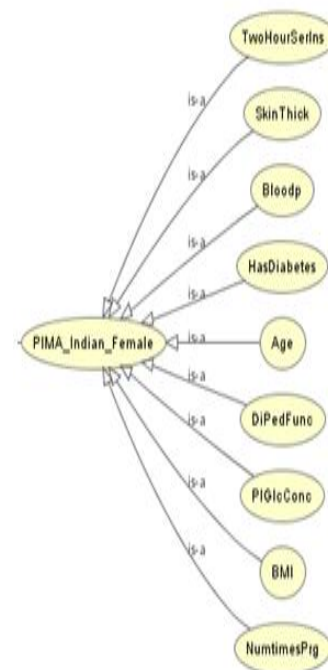 TwoHourSerIns
is-a
SkinThick
is-a
Bloodp
is-a
HasDiabetes
is-a
PIMA_Indian_Female
is-a
Age
is-a
DiPedFunc
is-a
PlGlcConc
is-a
BMI
is-a
NumtimesPrg